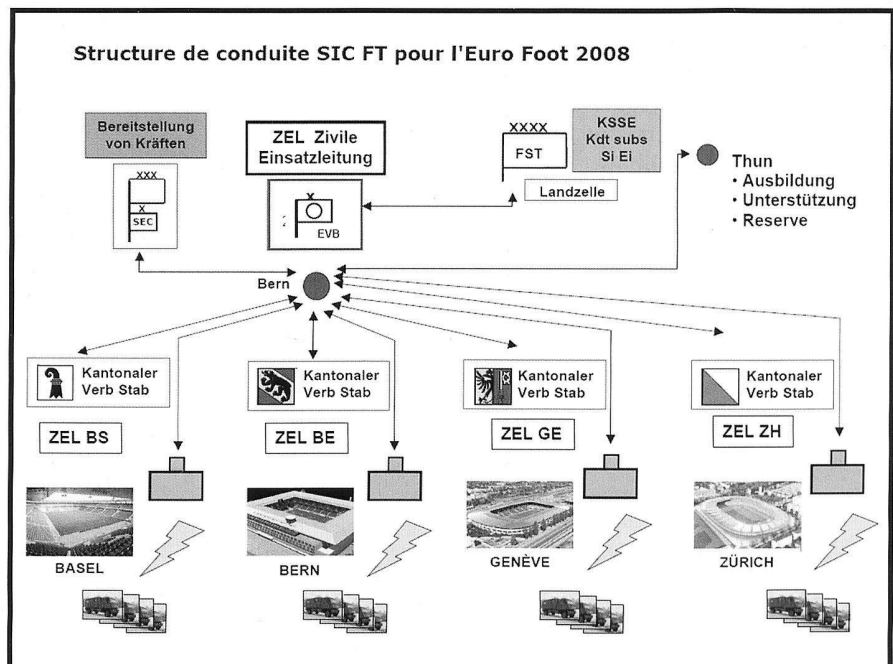 Structure de conduite SIC FT pour l'Euro Foot 2008
Bereitstellung
von Kräften
XXX
X
SEC
ZEL Zivile
Einsatzleitung
X
EVB
XXXX
FST
Landzelle
KSSE
Kdt subs
Si Ei
Thun
• Ausbildung
• Unterstützung
• Reserve
Bern
Kantonaler
Verb Stab
ZEL BS
BASEL
Kantonaler
Verb Stab
ZEL BE
BERN
Kantonaler
Verb Stab
ZEL GE
GENÈVE
Kantonaler
Verb Stab
ZEL ZH
ZÜRICH